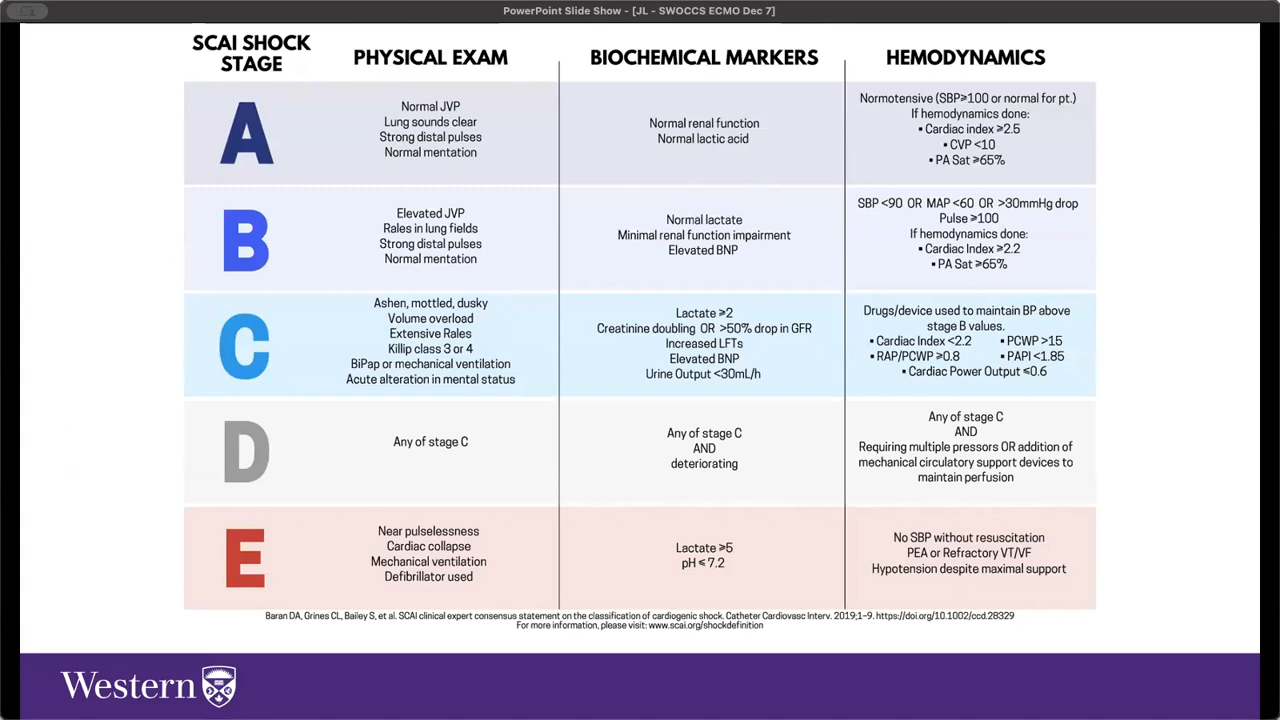 PowerPoint Slide Show - [JL - SWOCCS ECMO Dec 7]
SCAI SHOCK
STAGE
PHYSICAL EXAM
BIOCHEMICAL MARKERS
HEMODYNAMICS
A
Normal JVP
Lung sounds clear
Strong distal pulses
Normal mentation
Normal renal function
Normal lactic acid
Normotensive (SBP≥100 or normal for pt.)
If hemodynamics done:
▪ Cardiac index ≥2.5
▪ CVP <10
▪ PA Sat ≥65%
B
Elevated JVP
Rales in lung fields
Strong distal pulses
Normal mentation
Normal lactate
Minimal renal function impairment
Elevated BNP
SBP <90 OR MAP <60 OR >30mmHg drop
Pulse ≥100
If hemodynamics done:
▪ Cardiac Index ≥2.2
▪ PA Sat ≥65%
C
Ashen, mottled, dusky
Volume overload
Extensive Rales
Killip class 3 or 4
BiPap or mechanical ventilation
Acute alteration in mental status
Lactate ≥2
Creatinine doubling OR >50% drop in GFR
Increased LFTs
Elevated BNP
Urine Output <30mL/h
Drugs/device used to maintain BP above
stage B values.
▪ Cardiac Index <2.2 ▪ PCWP >15
▪ RAP/PCWP ≥0.8 ▪ PAPI <1.85
▪ Cardiac Power Output ≤0.6
D
Any of stage C
Any of stage C
AND
deteriorating
Any of stage C
AND
Requiring multiple pressors OR addition of
mechanical circulatory support devices to
maintain perfusion
E
Near pulselessness
Cardiac collapse
Mechanical ventilation
Defibrillator used
Lactate ≥5
pH ≤ 7.2
No SBP without resuscitation
PEA or Refractory VT/VF
Hypotension despite maximal support
Baran DA, Grines CL, Bailey S, et al. SCAI clinical expert consensus statement on the classification of cardiogenic shock. Catheter Cardiovasc Interv. 2019;1–9. https://doi.org/10.1002/ccd.28329
For more information, please visit: www.scai.org/shockdefinition
Western